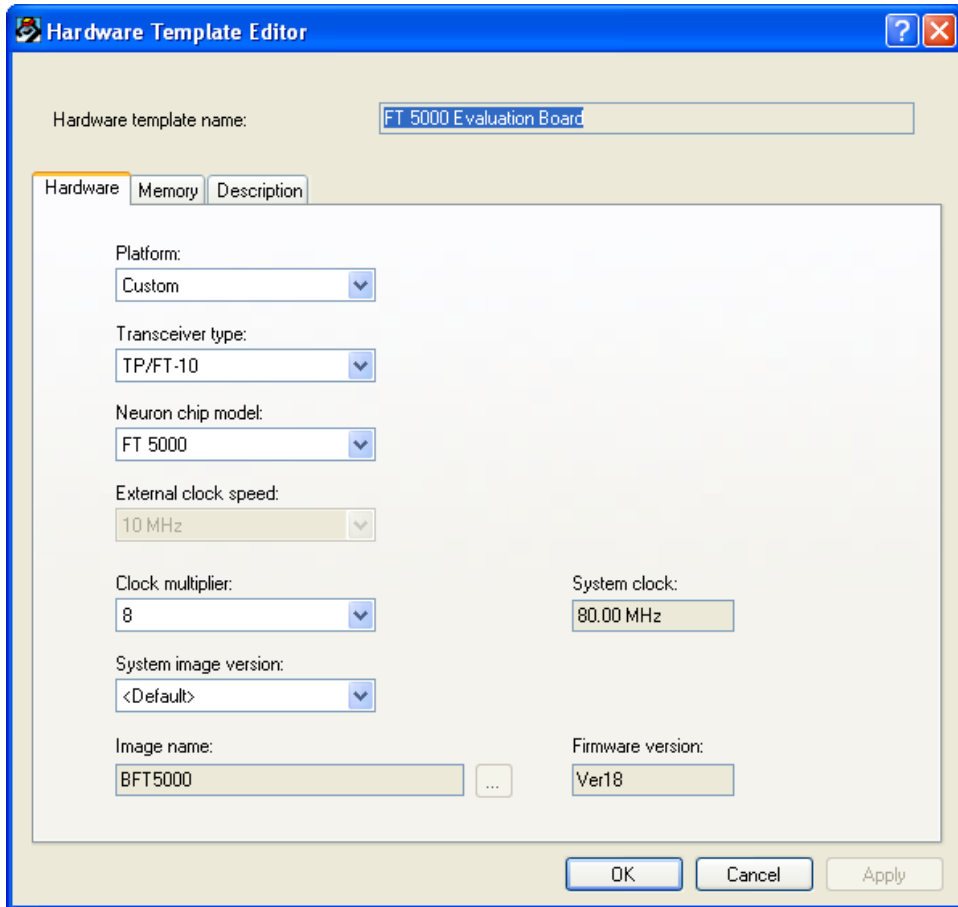 Hardware Template Editor
Hardware template name: FT 5000 Evaluation Board
Hardware Memory Description
Platform:
Custom
Transceiver type:
TP/FT-10
Neuron chip model:
FT 5000
External clock speed:
10 MHz
Clock multiplier: System clock:
8 80.00 MHz
System image version:
<Default>
Image name: Firmware version:
BFT5000 ... Ver18
OK Cancel Apply